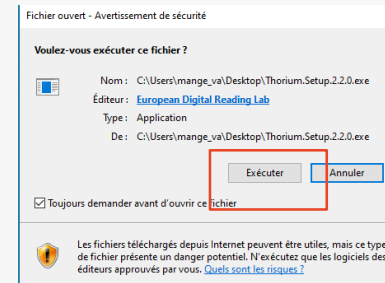 Fichier ouvert - Avertissement de sécurité
Voulez-vous exécuter ce fichier ?
Nom : C:\Users\mange_va\Desktop\Thorium.Setup.2.2.0.exe
Éditeur : European Digital Reading Lab
Type : Application
De : C:\Users\mange_va\Desktop\Thorium.Setup.2.2.0.exe
Exécuter Annuler
Toujours demander avant d'ouvrir ce fichier
Les fichiers téléchargés depuis Internet peuvent être utiles, mais ce type
de fichier présente un danger potentiel. N'exécutez que les logiciels des
éditeurs approuvés par vous. Quels sont les risques ?